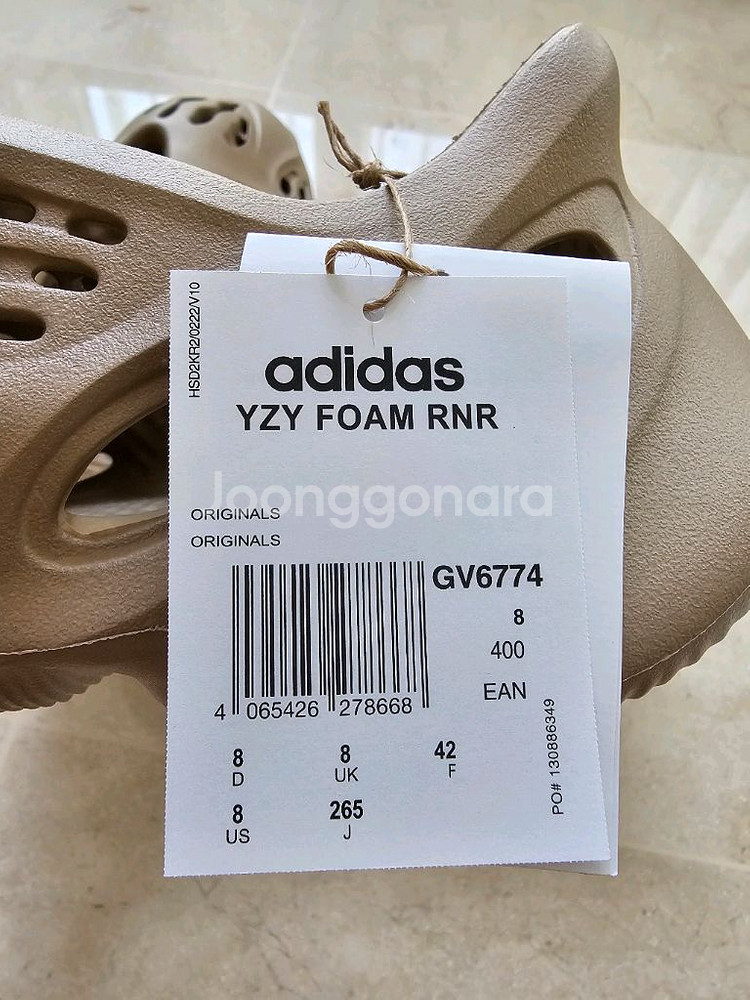 HSD2KR2/0222/V10
adidas
YZY FOAM RNR
Joonggonara
ORIGINALS
ORIGINALS
GV6774
8
400
EAN
4 065426 278668
8 8 42
D UK F
8 265
US J
PO# 130886349